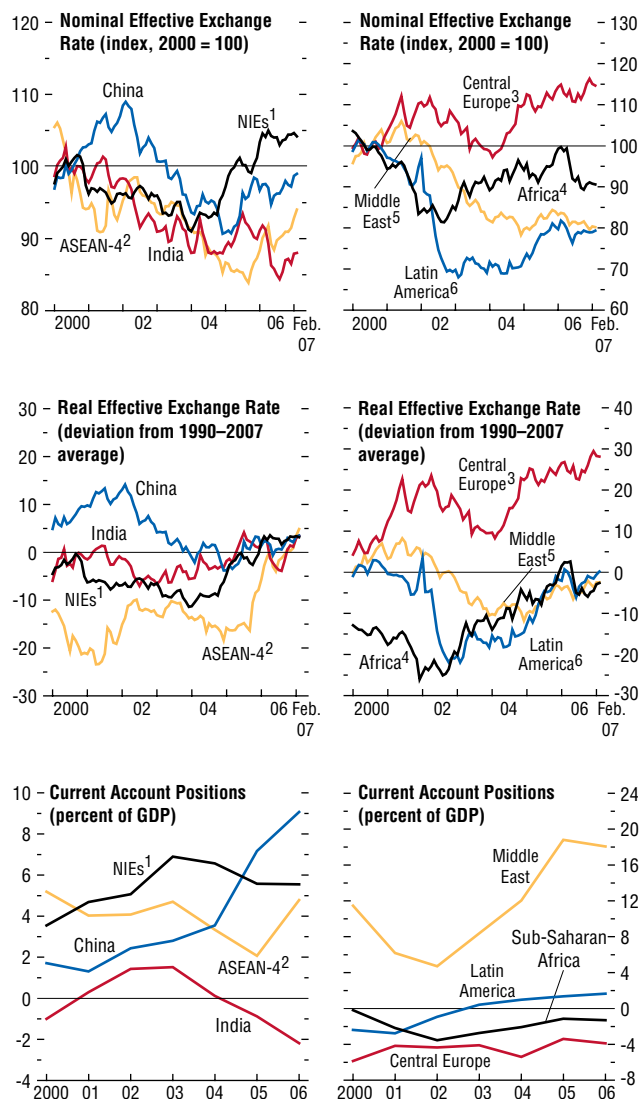 Nominal Effective Exchange
Rate (index, 2000 = 100)
120
110
100
90
80
China
NIEs1
ASEAN-42
India
2000 02 04 06 Feb.
07
Nominal Effective Exchange
Rate (index, 2000 = 100)
130
120
110
100
90
80
70
60
Central
Europe3
Africa4
Middle
East5
Latin
America6
2000 02 04 06 Feb.
07
Real Effective Exchange Rate
(deviation from 1990–2007
average)
30
20
10
0
-10
-20
-30
China
India
NIEs1
ASEAN-42
2000 02 04 06 Feb.
07
Real Effective Exchange Rate
(deviation from 1990–2007
average)
40
30
20
10
0
-10
-20
-30
Central
Europe3
Middle
East5
Africa4
Latin
America6
2000 02 04 06 Feb.
07
Current Account Positions
(percent of GDP)
10
8
6
4
2
0
-2
-4
NIEs1
China
ASEAN-42
India
2000 01 02 03 04 05 06
Current Account Positions
(percent of GDP)
24
20
16
12
8
4
0
-4
-8
Middle
East
Sub-Saharan
Africa
Latin
America
Central Europe
2000 01 02 03 04 05 06